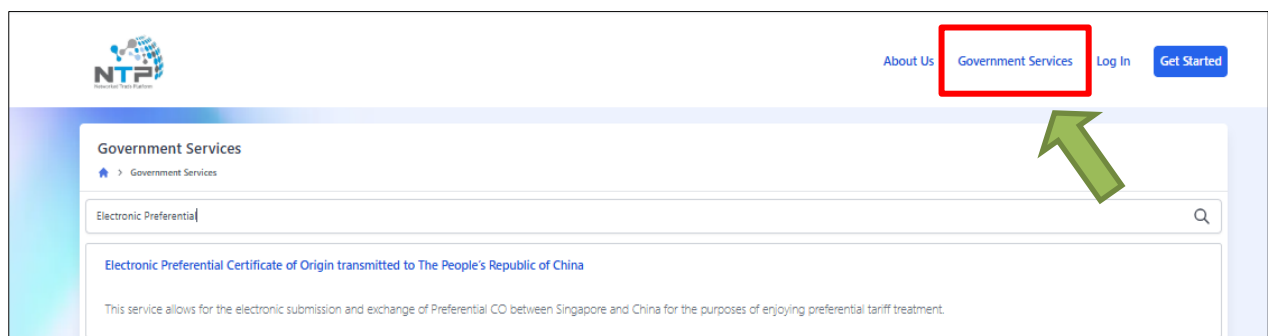 NTP
Networked Trade Platform
About Us Government Services Log In Get Started
Government Services
> Government Services
Electronic Preferential
Electronic Preferential Certificate of Origin transmitted to The People's Republic of China
This service allows for the electronic submission and exchange of Preferential CO between Singapore and China for the purposes of enjoying preferential tariff treatment.